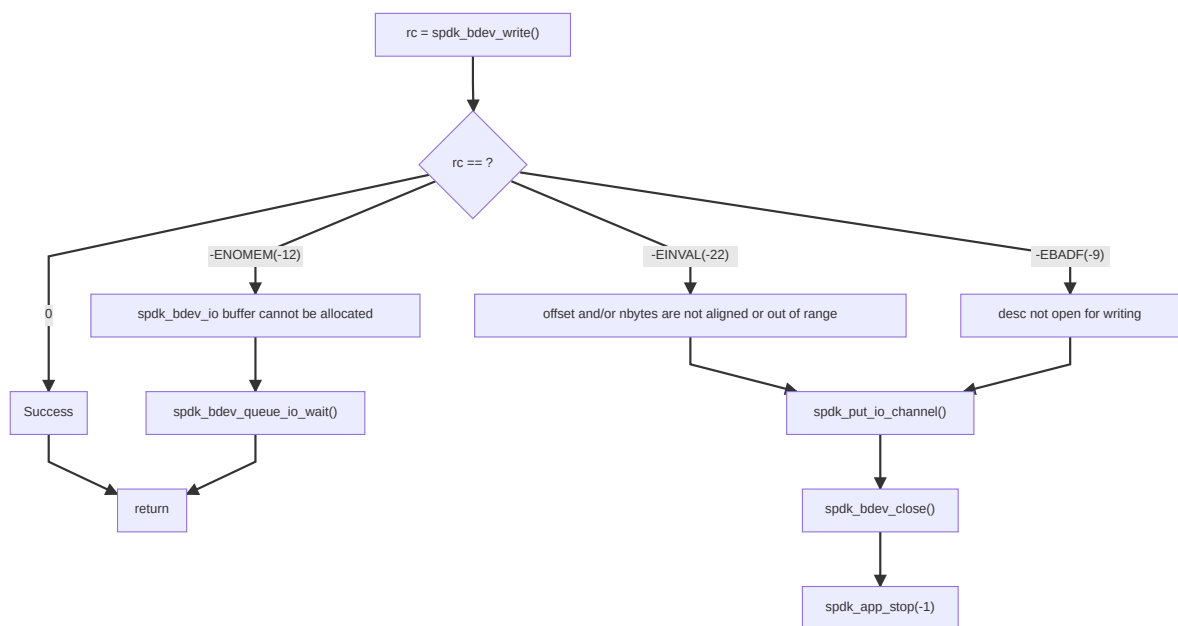 rc = spdk_bdev_write()
rc == ?
-ENOMEM(-12)
-EINVAL(-22)
-EBADF(-9)
0
spdk_bdev_io buffer cannot be allocated
offset and/or nbytes are not aligned or out of range
desc not open for writing
Success
spdk_bdev_queue_io_wait()
spdk_put_io_channel()
return
spdk_bdev_close()
spdk_app_stop(-1)